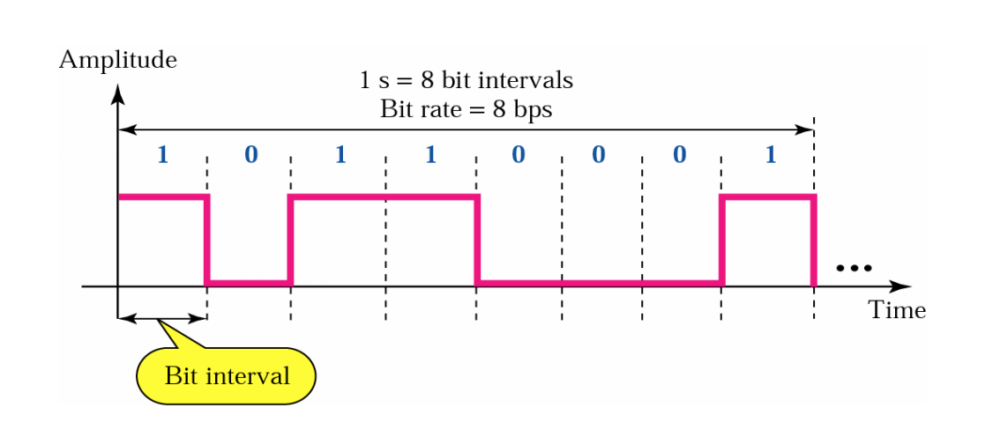 Amplitude
1 s = 8 bit intervals
Bit rate = 8 bps
1 0 1 1 0 0 0 1
...
Time
Bit interval